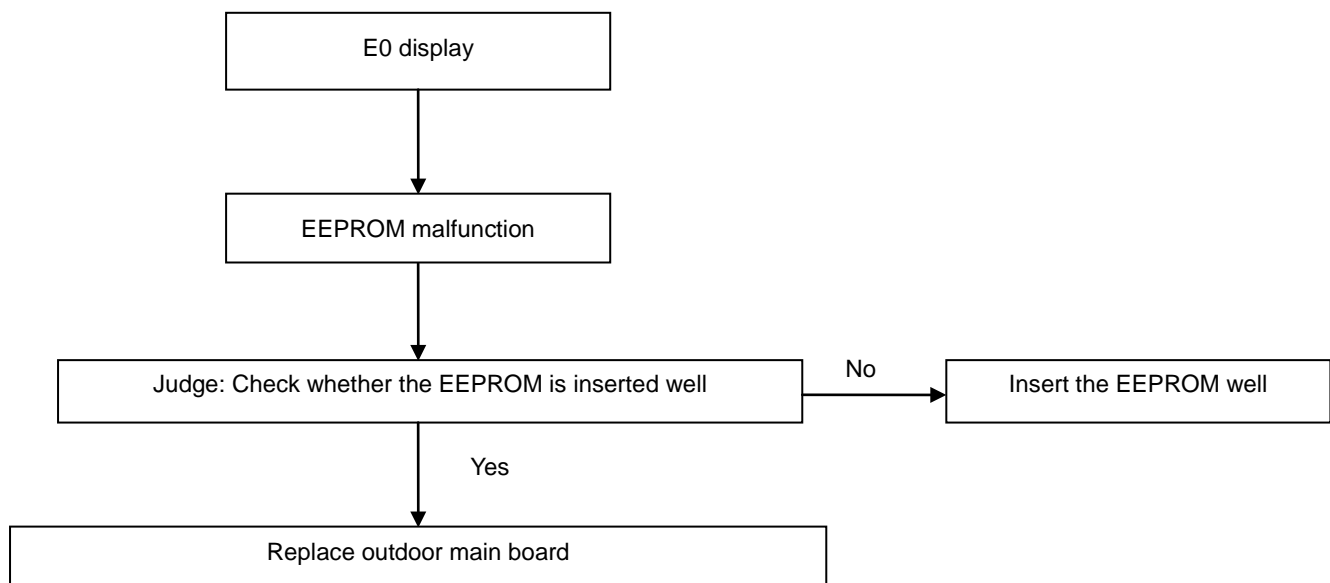 E0 display
EEPROM malfunction
Judge: Check whether the EEPROM is inserted well
No
Insert the EEPROM well
Yes
Replace outdoor main board